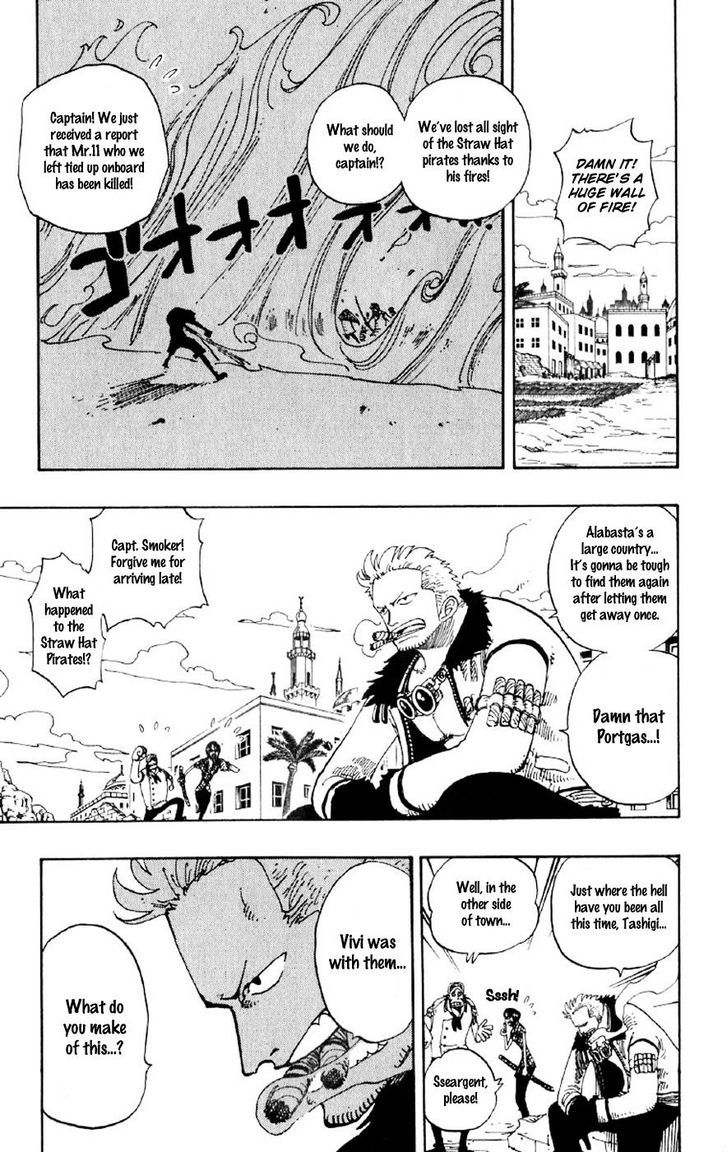 DAMN IT!
THERE'S A
HUGE WALL
OF FIRE!
We've lost all sight
of the Straw Hat
pirates thanks to
his fires!
What should
we do,
captain!?
Captain! We just
received a report
that Mr.11 who we
left tied up onboard
has been killed!
ゴオオオオオ
Alabasta's a
large country...
It's gonna be tough
to find them again
after letting them
get away once.
Damn that
Portgas...!
Capt. Smoker!
Forgive me for
arriving late!
What
happened
to the
Straw Hat
Pirates!?
Just where the hell
have you been all
this time, Tashigi...
Well, in the
other side
of town...
Sssh!
Sseargent,
please!
Vivi was
with them...
What do
you make
of this...?